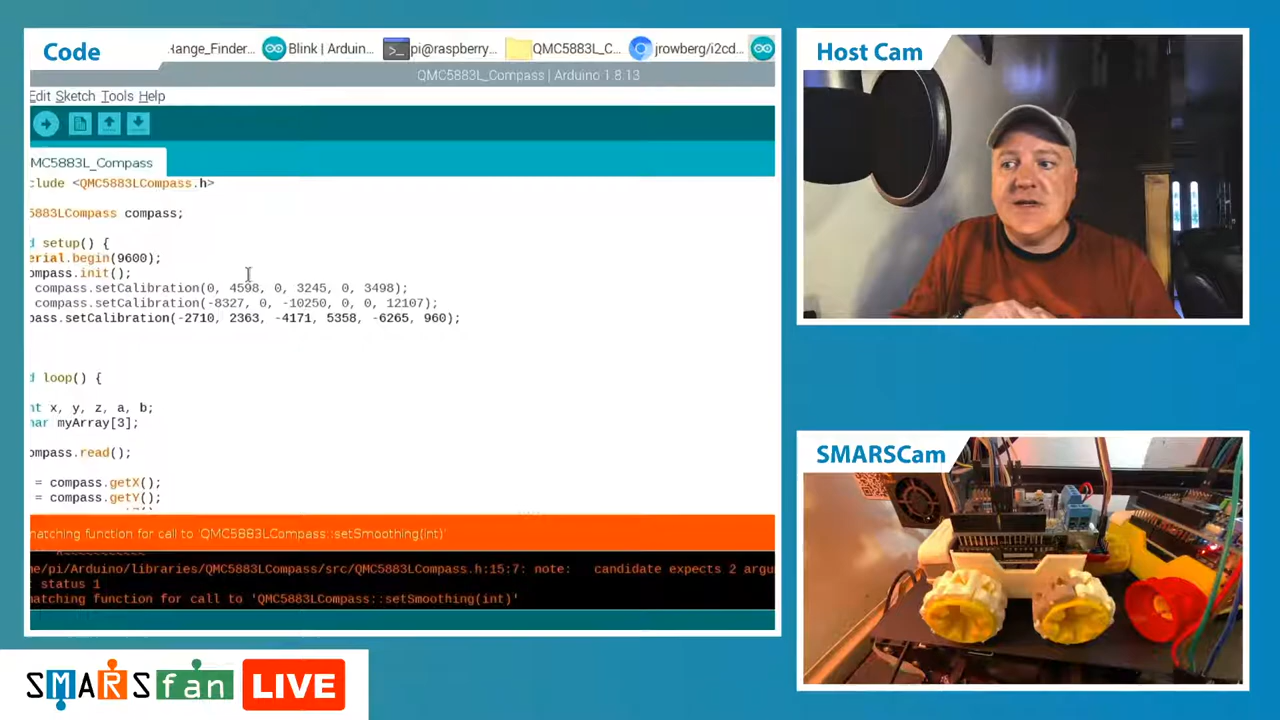 Code
hange_Finder...
Blink | Arduin...
pi@raspberry...
QMC5883L_C...
jrowberg/i2cd...
QMC5883L_Compass | Arduino 1.8.13
Edit Sketch Tools Help
MC5883L_Compass
clude <QMC5883LCompass.h>
5883LCompass compass;
d setup() {
erial.begin(9600);
ompass.init();
compass.setCalibration(0, 4598, 0, 3245, 0, 3498);
compass.setCalibration(-8327, 0, -10250, 0, 0, 12107);
pass.setCalibration(-2710, 2363, -4171, 5358, -6265, 960);
d loop() {
nt x, y, z, a, b;
har myArray[3];
ompass.read();
= compass.getX();
= compass.getY();
matching function for call to 'QMC5883LCompass::setSmoothing(int)'
^~~~~~~~~~~~
me/pi/Arduino/libraries/QMC5883LCompass/src/QMC5883LCompass.h:15:7: note:   candidate expects 2 argu
t status 1
matching function for call to 'QMC5883LCompass::setSmoothing(int)'
Host Cam
SMARSCam
SMARSfan LIVE